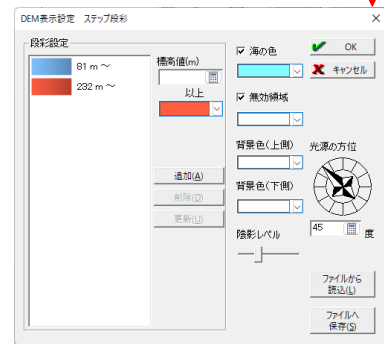 DEM表示設定 ステップ段彩
段彩設定
81 m ～
232 m ～
標高値(m)
以上
追加(A)
削除(D)
更新(U)
海の色
無効領域
背景色(上側)
背景色(下側)
陰影レベル
OK
キャンセル
光源の方位
45 度
ファイルから
読込(L)
ファイルへ
保存(S)